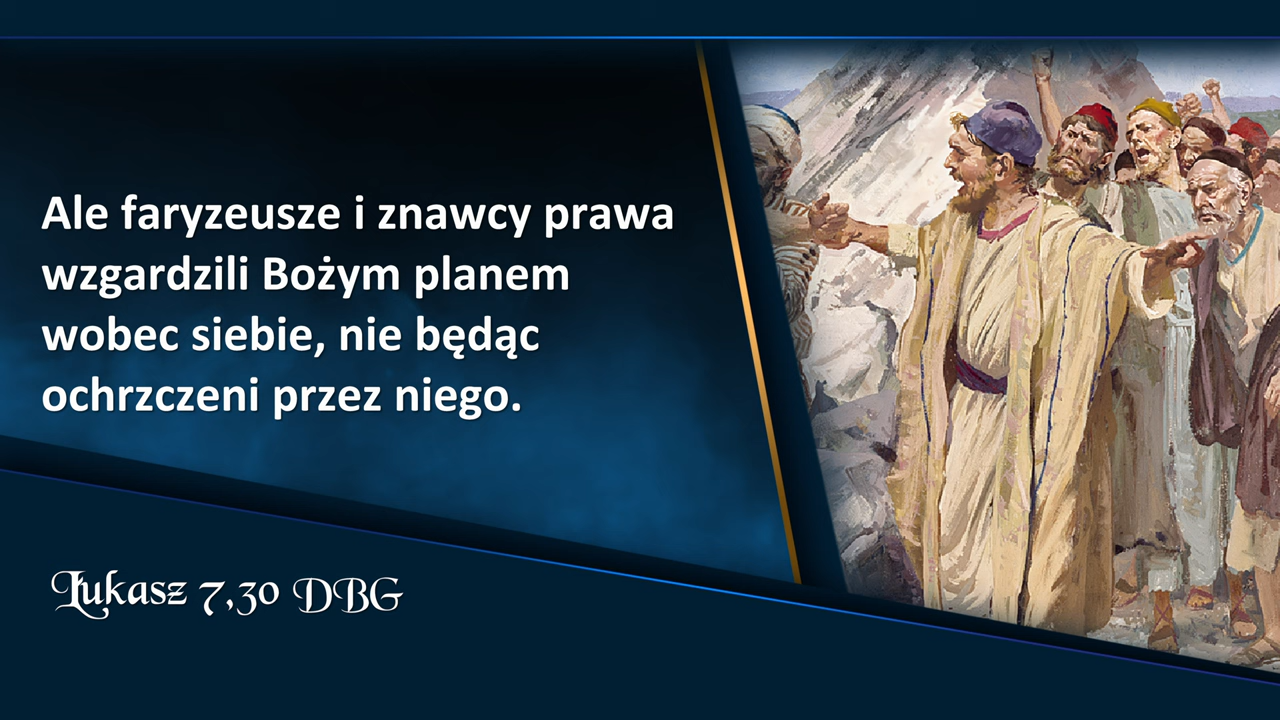 Ale faryzeusze i znawcy prawa
wzgardzili Bożym planem
wobec siebie, nie będąc
ochrzczeni przez niego.
Łukasz 7,30 DBG